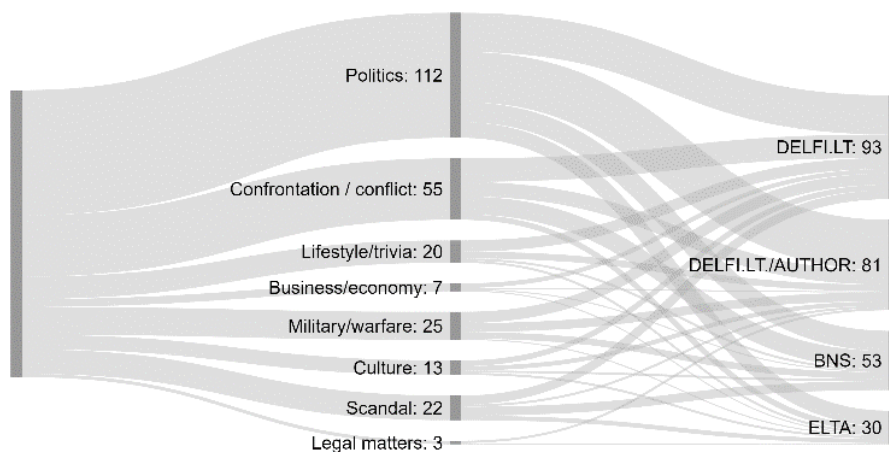 Politics: 112
Confrontation / conflict: 55
Lifestyle/trivia: 20
Business/economy: 7
Military/warfare: 25
Culture: 13
Scandal: 22
Legal matters: 3
DELFI.LT: 93
DELFI.LT./AUTHOR: 81
BNS: 53
ELTA: 30